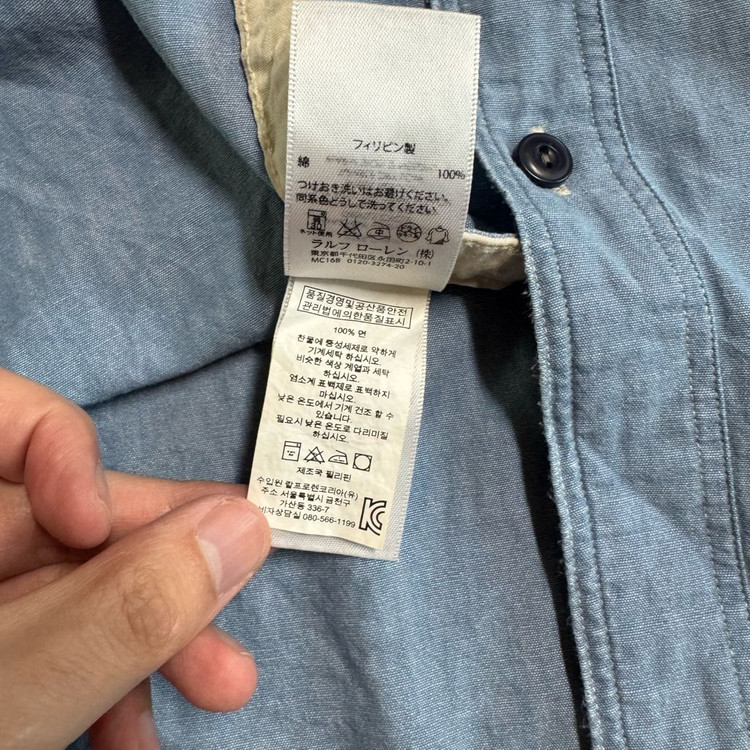 フィリピン製
綿 100%
つけおき洗いはお避けください。
同系色どうしで洗ってください。
ネット使用
ラルフ ローレン (株)
東京都千代田区永田町2-10-1
MC16B 0120-3274-20
품질경영및공산품안전
관리법에의한품질표시
100% 면
찬물에 중성세제로 약하게
기계세탁 하십시오.
비슷한 색상 계열과 세탁
하십시오.
염소계 표백제로 표백하지
마십시오.
낮은 온도에서 기계 건조 할 수
있습니다.
필요시 낮은 온도로 다리미질
하십시오.
제조국 필리핀
수입원 랄프로렌코리아(유)
주소 서울특별시 금천구
가산동 336-7
비자상담실 080-566-1199